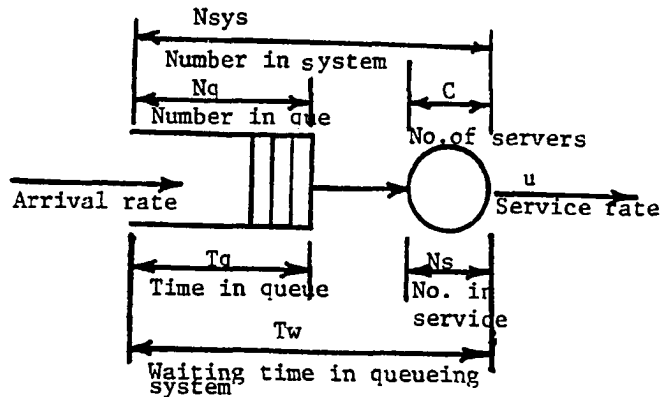 Nsys
Number in system
Nq
Number in que
C
No.of servers
Arrival rate
u
Service rate
Tq
Time in queue
Ns
No. in
service
Tw
Waiting time in queueing
system